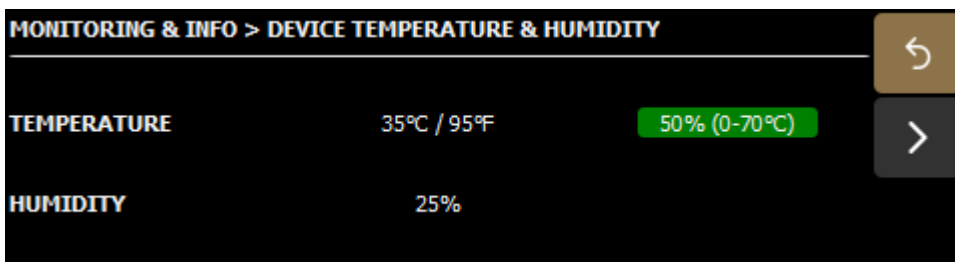 MONITORING & INFO > DEVICE TEMPERATURE & HUMIDITY
TEMPERATURE 35°C / 95°F 50% (0-70°C)
HUMIDITY 25%